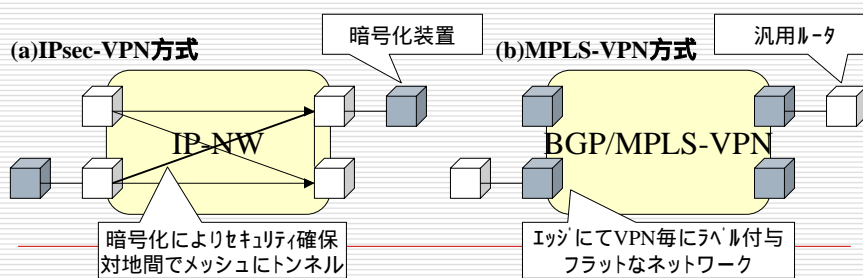 暗号化装置
汎用ルータ
(a)IPsec-VPN方式
(b)MPLS-VPN方式
IP-NW
BGP/MPLS-VPN
暗号化によりセキュリティ確保
対地間でメッシュにトンネル
エッジにてVPN毎にラベル付与
フラットなネットワーク